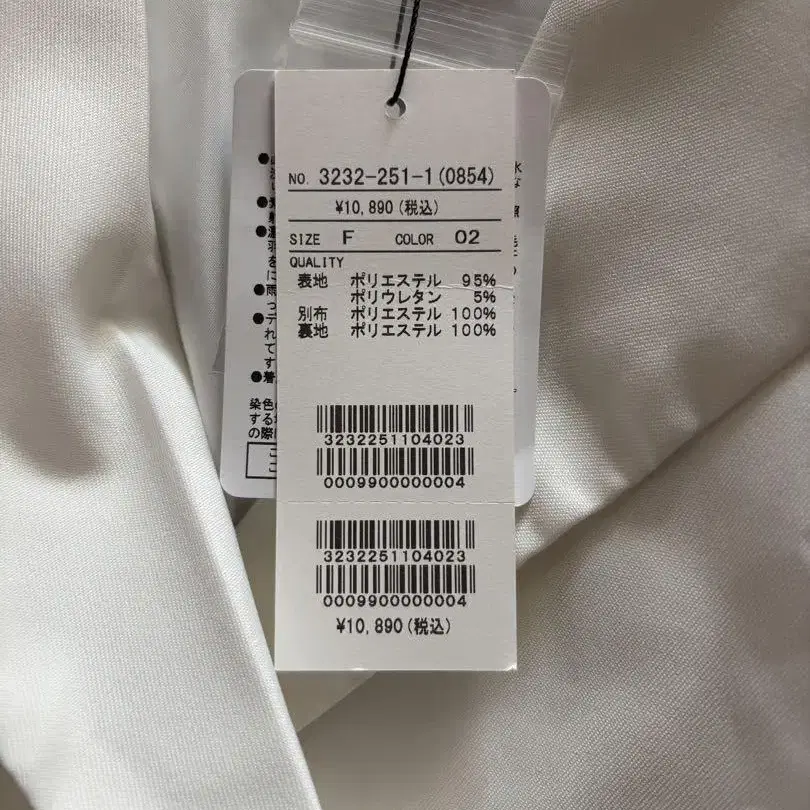 NO. 3232-251-1(0854)
¥10,890(税込)
SIZE F COLOR 02
QUALITY
表地 ポリエステル 95%
ポリウレタン 5%
別布 ポリエステル 100%
裏地 ポリエステル 100%
3232251104023
0009900000004
3232251104023
0009900000004
¥10,890(税込)